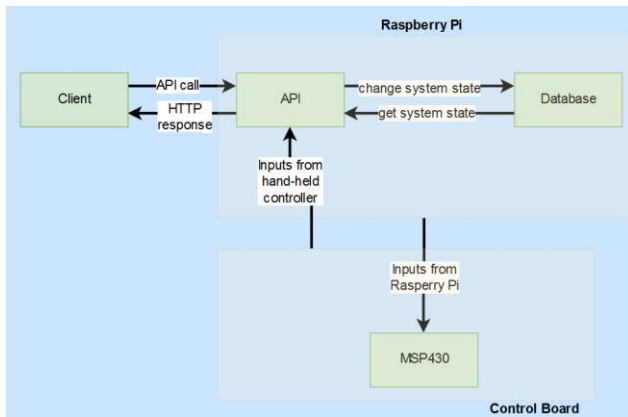 Raspberry Pi
Client
API call
HTTP
response
API
change system state
get system state
Database
Inputs from
hand-held
controller
Inputs from
Rasperry Pi
MSP430
Control Board